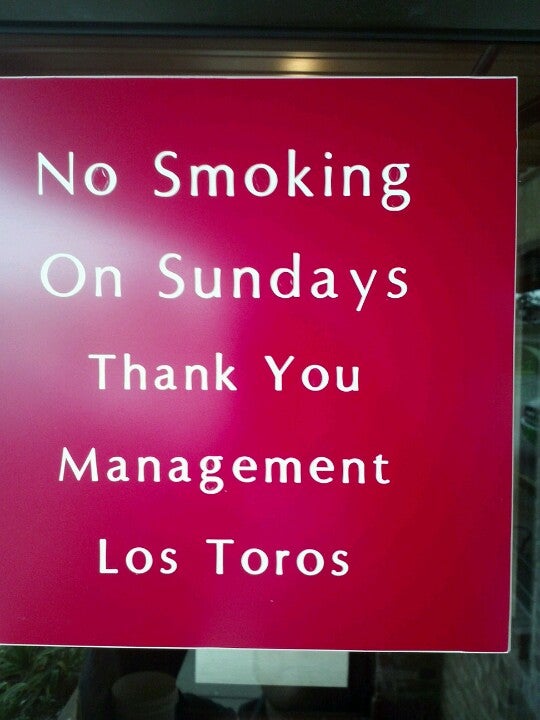 No Smoking
On Sundays
Thank You
Management
Los Toros